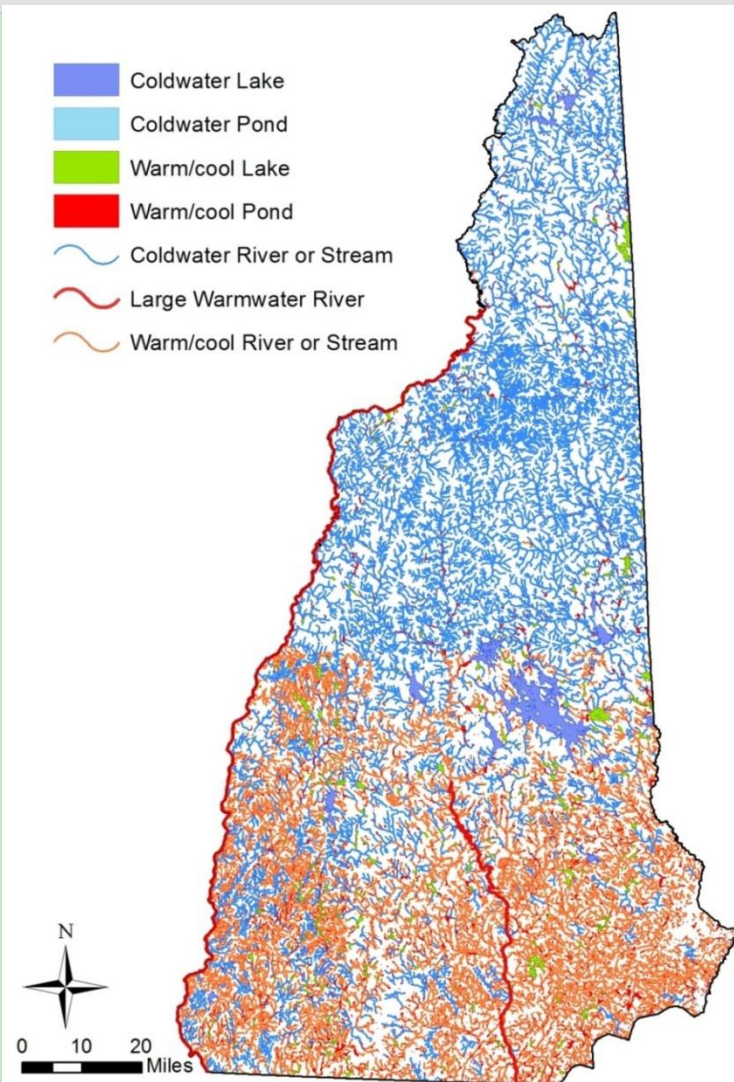 Coldwater Lake
Coldwater Pond
Warm/cool Lake
Warm/cool Pond
Coldwater River or Stream
Large Warmwater River
Warm/cool River or Stream
N
0 10 20
Miles